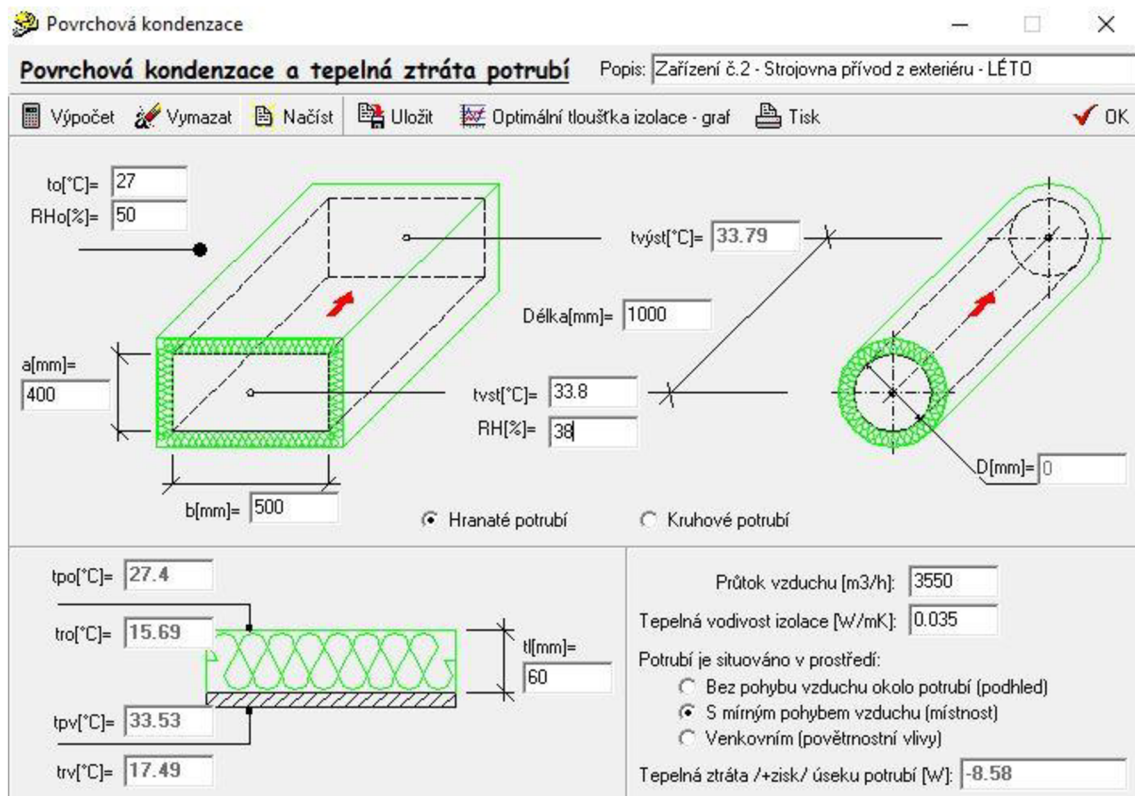 Povrchová kondenzace
Povrchová kondenzace a tepelná ztráta potrubí Popis: Zařízení č.2 - Strojovna přívod z exteriéru - LÉTO
Výpočet Vymazat Načíst Uložit Optimální tloušťka izolace - graf Tisk OK
to[°C]= 27
RHo[%]= 50
tvýst[°C]= 33.79
Délka[mm]= 1000
a[mm]=
400
tvst[°C]= 33.8
RH[%]= 38
D[mm]= 0
b[mm]= 500
Hranaté potrubí Kruhové potrubí
tpo[°C]= 27.4
tro[°C]= 15.69
tl[mm]=
60
tpv[°C]= 33.53
trv[°C]= 17.49
Průtok vzduchu [m3/h]: 3550
Tepelná vodivost izolace [W/mK]: 0.035
Potrubí je situováno v prostředí:
Bez pohybu vzduchu okolo potrubí (podhled)
S mírným pohybem vzduchu (místnost)
Venkovním (povětrnostní vlivy)
Tepelná ztráta /+zisk/ úseku potrubí [W]: -8.58